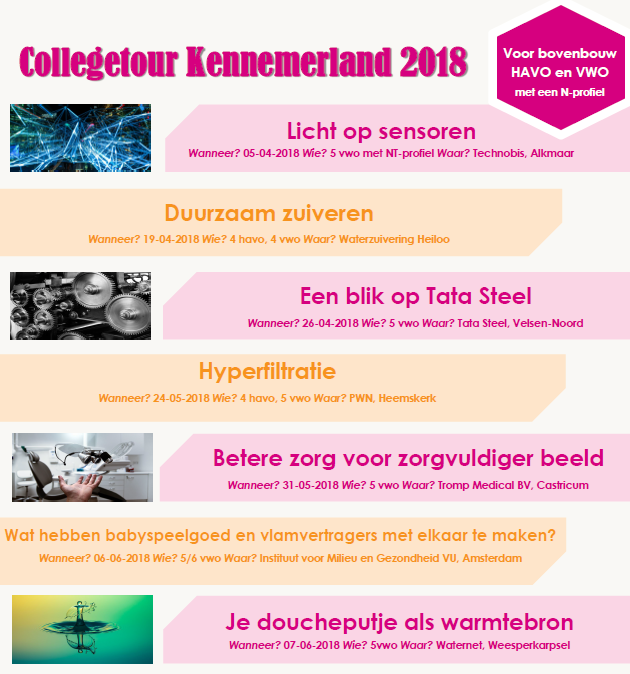 Collegetour Kennemerland 2018
Voor bovenbouw
HAVO en VWO
met een N-profiel
Licht op sensoren
Wanneer? 05-04-2018 Wie? 5 vwo met NT-profiel Waar? Technobis, Alkmaar
Duurzaam zuiveren
Wanneer? 19-04-2018 Wie? 4 havo, 4 vwo Waar? Waterzuivering Heiloo
Een blik op Tata Steel
Wanneer? 26-04-2018 Wie? 5 vwo Waar? Tata Steel, Velsen-Noord
Hyperfiltratie
Wanneer? 24-05-2018 Wie? 4 havo, 5 vwo Waar? PWN, Heemskerk
Betere zorg voor zorgvuldiger beeld
Wanneer? 31-05-2018 Wie? 5 vwo Waar? Tromp Medical BV, Castricum
Wat hebben babyspeelgoed en vlamvertragers met elkaar te maken?
Wanneer? 06-06-2018 Wie? 5/6 vwo Waar? Instituut voor Milieu en Gezondheid VU, Amsterdam
Je doucheputje als warmtebron
Wanneer? 07-06-2018 Wie? 5vwo Waar? Waternet, Weesperkarpsel